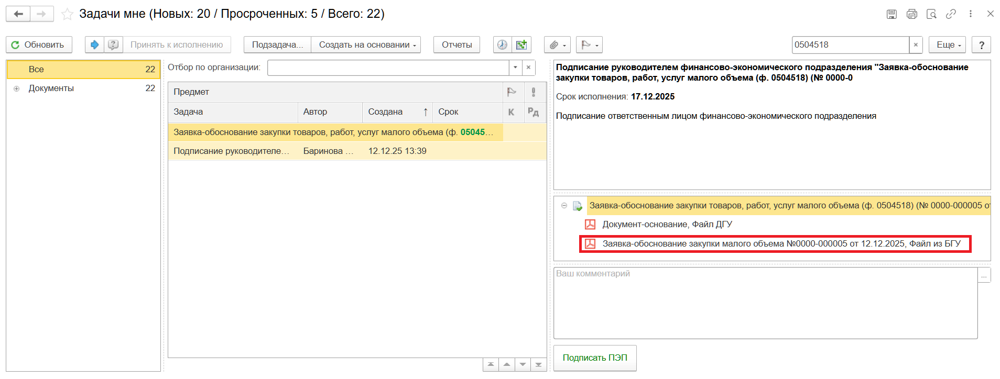 Задачи мне (Новых: 20 / Просроченных: 5 / Всего: 22)
Обновить
Принять к исполнению
Подзадача...
Создать на основании
Отчеты
0504518
×
Еще
?
Все 22
Документы 22
Отбор по организации:
×
Предмет
Задача Автор Создана ↑ Срок К Рд
Заявка-обоснование закупки товаров, работ, услуг малого объема (ф. 05045…
Подписание руководителе… Баринова … 12.12.25 13:39
Подписание руководителем финансово-экономического подразделения "Заявка-обоснование
закупки товаров, работ, услуг малого объема (ф. 0504518) (№ 0000-0
Срок исполнения: 17.12.2025
Подписание ответственным лицом финансово-экономического подразделения
Заявка-обоснование закупки товаров, работ, услуг малого объема (ф. 0504518) (№ 0000-000005 от
Документ-основание, Файл ДГУ
Заявка-обоснование закупки малого объема №0000-000005 от 12.12.2025, Файл из БГУ
Ваш комментарий
...
Подписать ПЭП